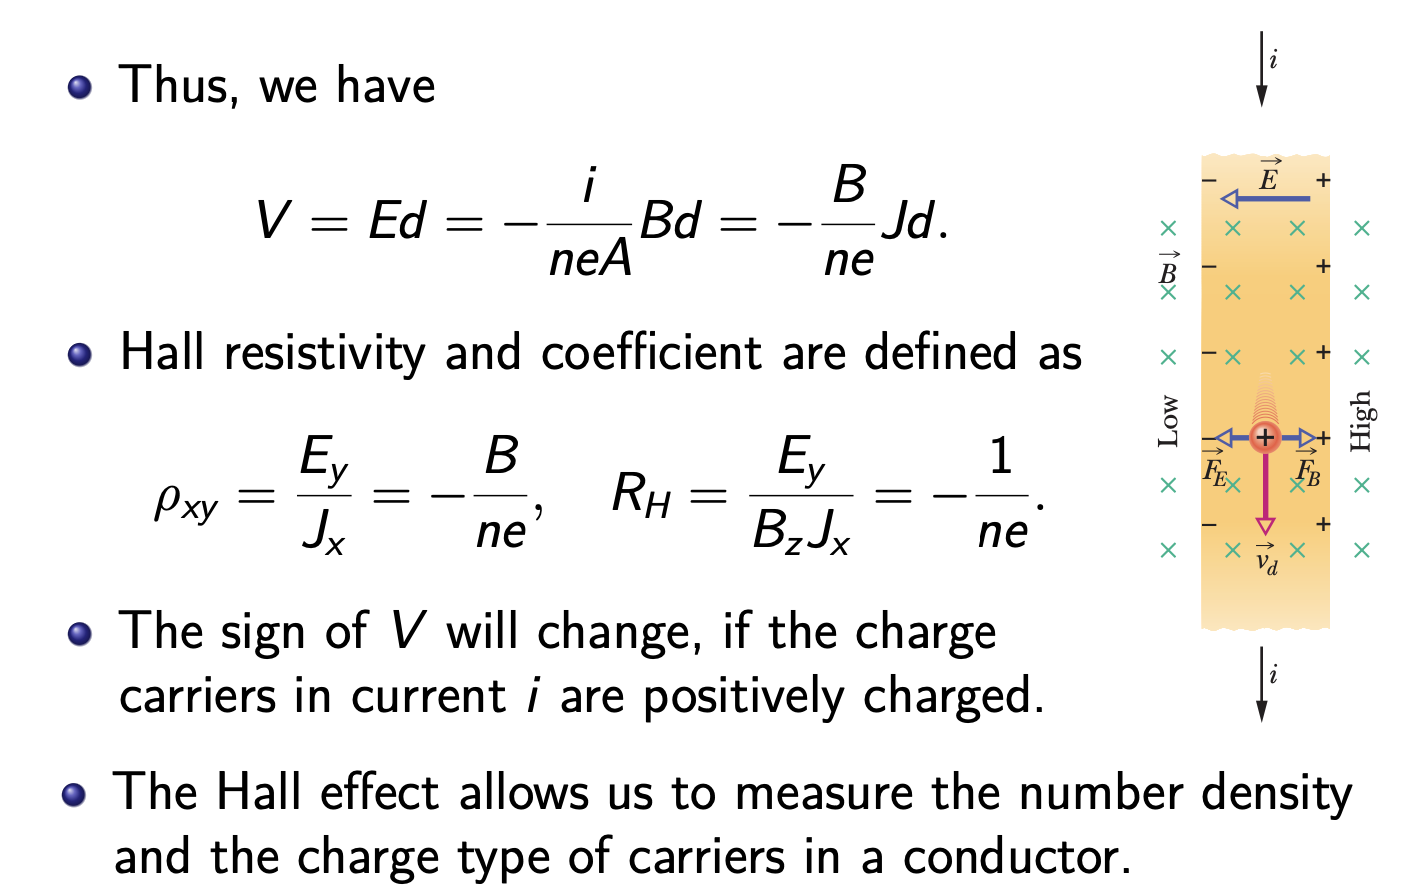 Thus, we have
V = Ed = −\frac{i}{neA}Bd = −\frac{B}{ne}Jd.
Hall resistivity and coefficient are defined as
ρ_{xy} = \frac{E_y}{J_x} = −\frac{B}{ne}, R_H = \frac{E_y}{B_z J_x} = −\frac{1}{ne}.
The sign of V will change, if the charge
carriers in current i are positively charged.
The Hall effect allows us to measure the number density
and the charge type of carriers in a conductor.
i
− \vec{E} +
× × × ×
\vec{B} − +
× × × ×
− +
× × × ×
Low
High
− + +
\vec{F}_E \vec{F}_B
× × × ×
− +
× × × ×
\vec{v}_d
i